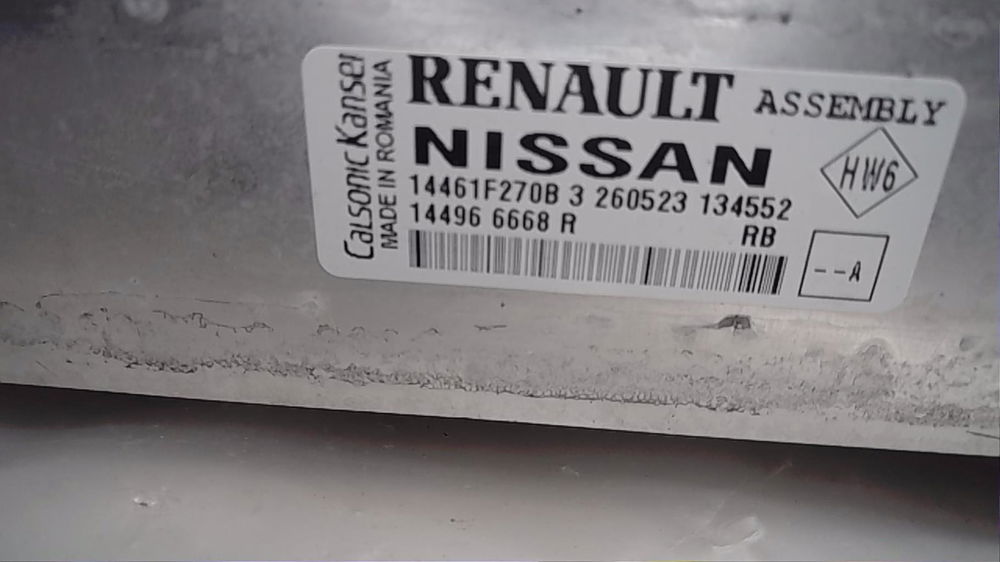 Calsonic Kansei
MADE IN ROMANIA
RENAULT ASSEMBLY
NISSAN
HW6
14461F270B 3 260523 134552
14496 6668 R RB
--A